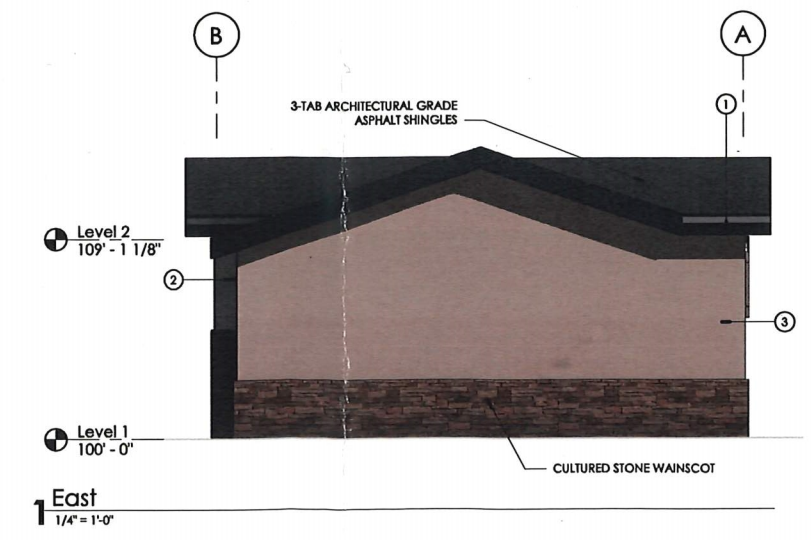 B
A
3-TAB ARCHITECTURAL GRADE
ASPHALT SHINGLES
1
Level 2
109' - 1 1/8"
2
3
Level 1
100' - 0"
CULTURED STONE WAINSCOT
1 East
1/4" = 1'-0"